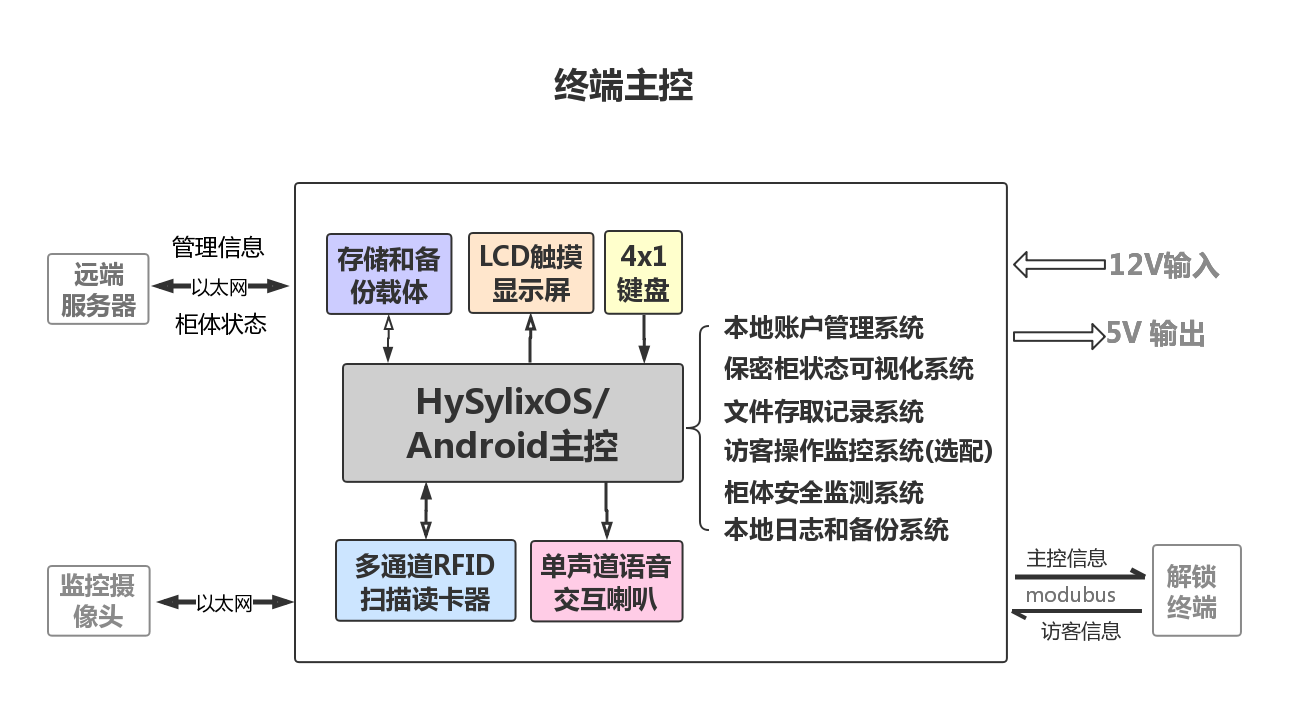 终端主控
管理信息
远端
服务器
以太网
柜体状态
存储和备
份载体
LCD触摸
显示屏
4x1
键盘
12V输入
5V 输出
HySylixOS/
Android主控
本地账户管理系统
保密柜状态可视化系统
文件存取记录系统
访客操作监控系统(选配)
柜体安全监测系统
本地日志和备份系统
多通道RFID
扫描读卡器
单声道语音
交互喇叭
监控摄
像头
以太网
主控信息
modubus
访客信息
解锁
终端